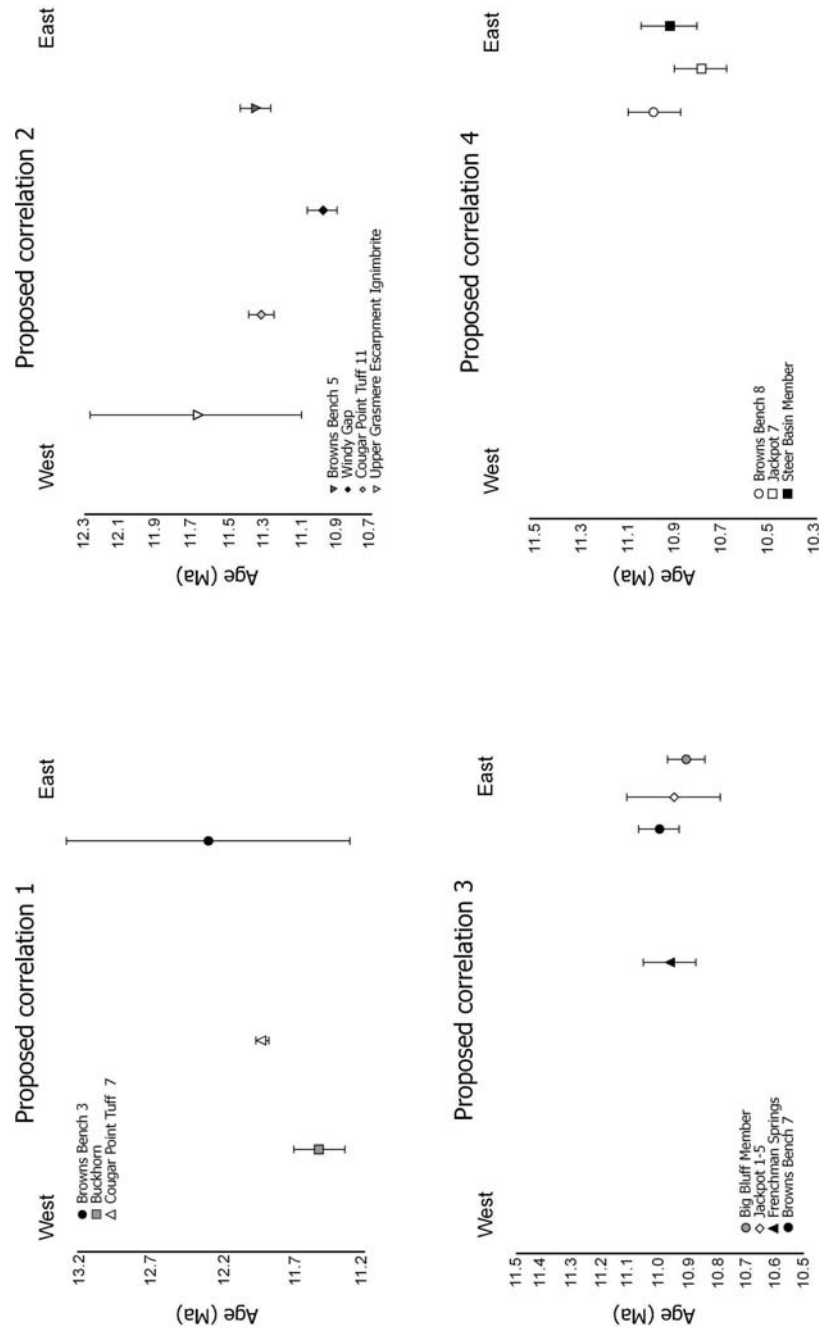 Proposed correlation 1
West
East
Age (Ma)
13.2
12.7
12.2
11.7
11.2
Browns Bench 3
Buckhorn
Cougar Point Tuff 7
Proposed correlation 2
West
East
Age (Ma)
12.3
12.1
11.9
11.7
11.5
11.3
11.1
10.9
10.7
Browns Bench 5
Windy Gap
Cougar Point Tuff 11
Upper Grasmere Escarpment Ignimbrite
Proposed correlation 3
West
East
Age (Ma)
11.5
11.4
11.3
11.2
11.1
11.0
10.9
10.8
10.7
10.6
10.5
Big Bluff Member
Jackpot 1-5
Frenchman Springs
Browns Bench 7
Proposed correlation 4
West
East
Age (Ma)
11.5
11.3
11.1
10.9
10.7
10.5
10.3
Browns Bench 8
Jackpot 7
Steer Basin Member